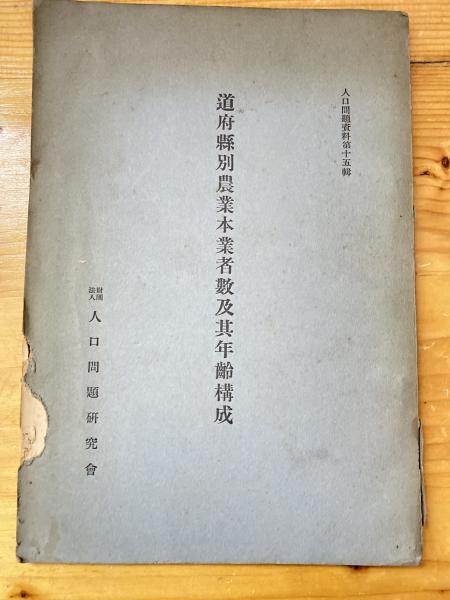 人口問題資料第十五輯
道府縣別農業本業者數及其年齡構成
財團法人 人口問題硏究會